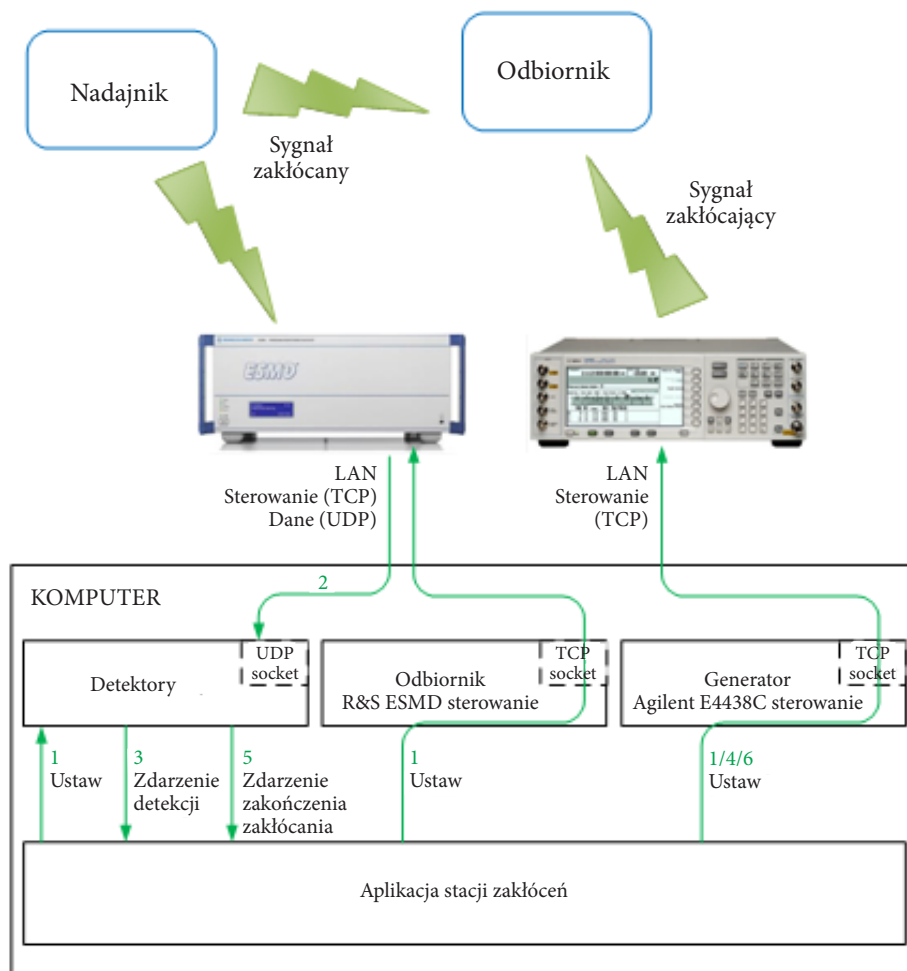 Nadajnik
Odbiornik
Sygnał
zakłócany
Sygnał
zakłócający
ESMD
LAN
Sterowanie (TCP)
Dane (UDP)
LAN
Sterowanie
(TCP)
KOMPUTER
2
Detektory
UDP
socket
Odbiornik
R&S ESMD sterowanie
TCP
socket
Generator
Agilent E4438C sterowanie
TCP
socket
1
Ustaw
3
Zdarzenie
detekcji
5
Zdarzenie
zakończenia
zakłócania
1
Ustaw
1/4/6
Ustaw
Aplikacja stacji zakłóceń